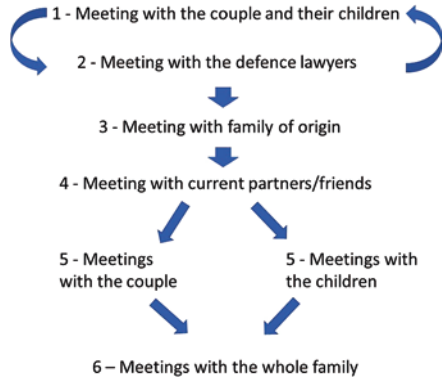 1 - Meeting with the couple and their children
2 - Meeting with the defence lawyers
3 - Meeting with family of origin
4 - Meeting with current partners/friends
5 - Meetings
with the couple
5 - Meetings with
the children
6 – Meetings with the whole family